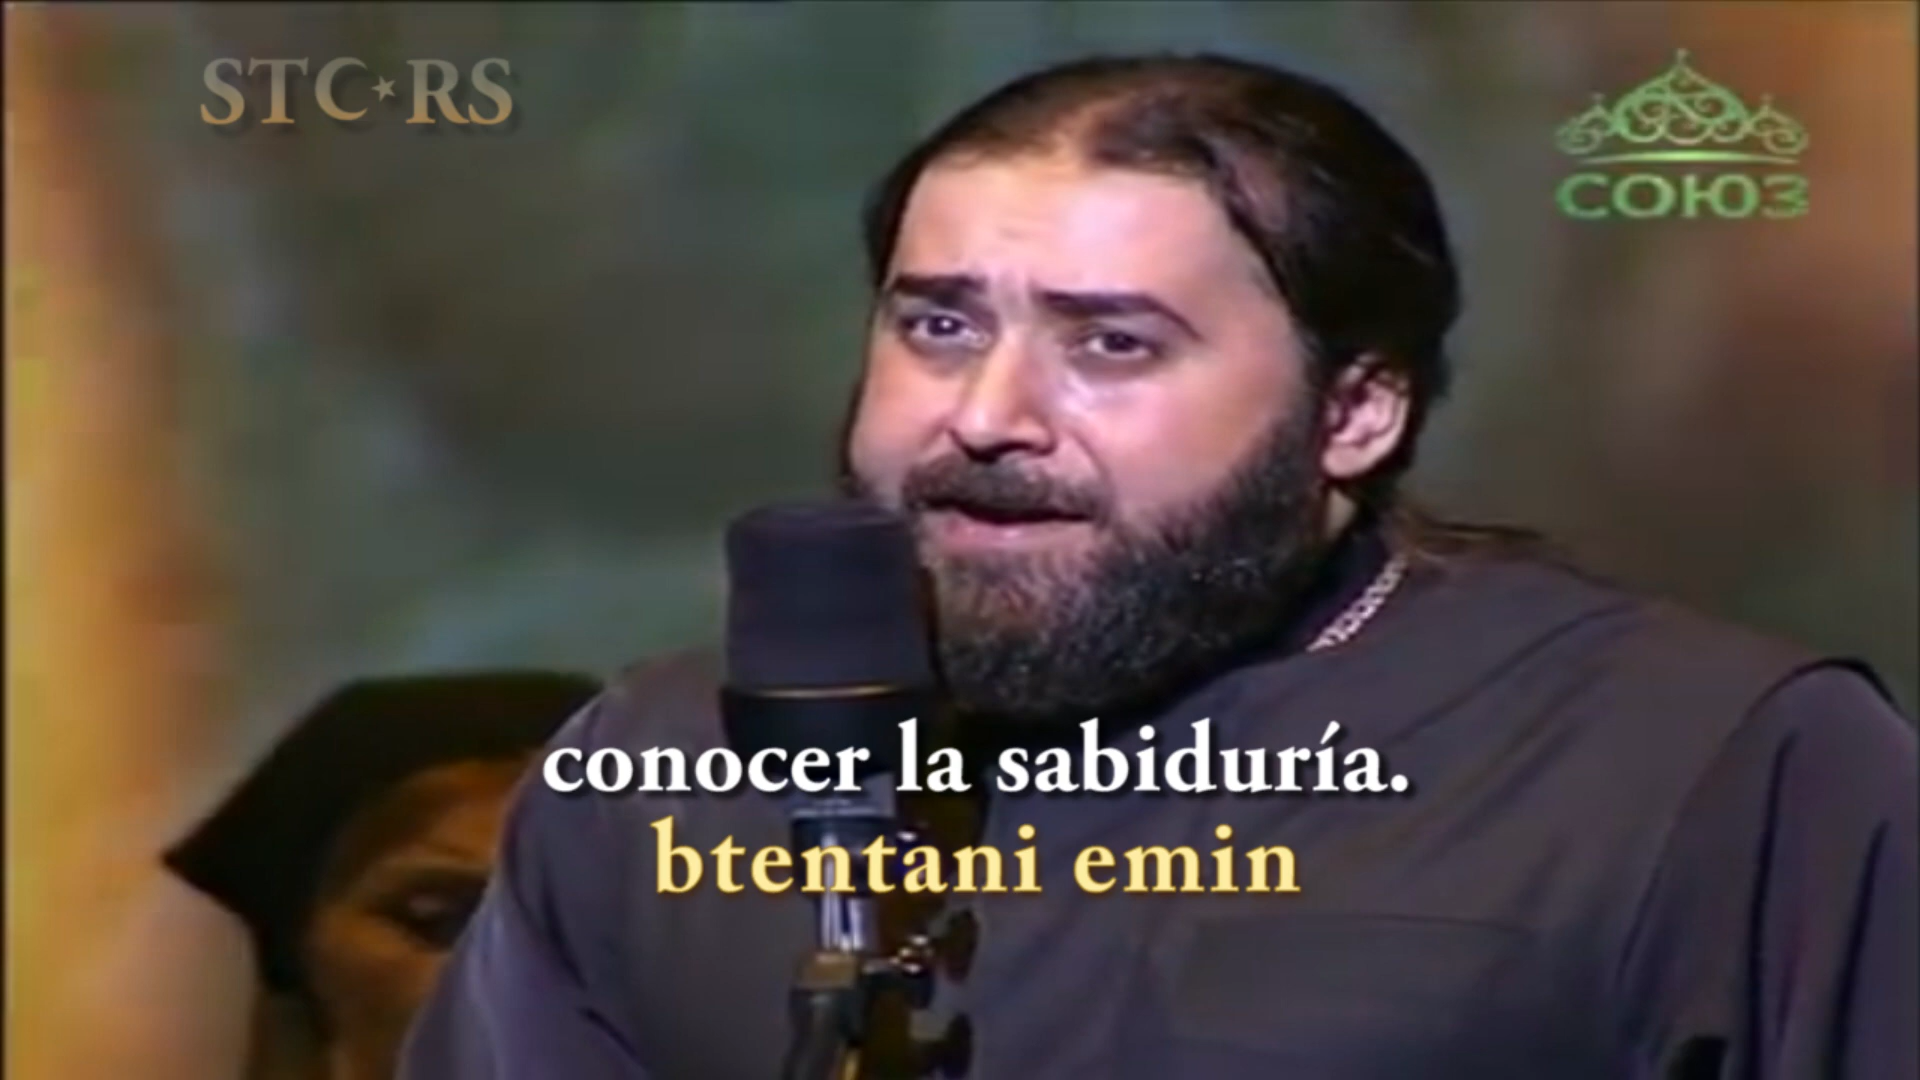 STC★RS
СОЮЗ
conocer la sabiduría.
btentani emin